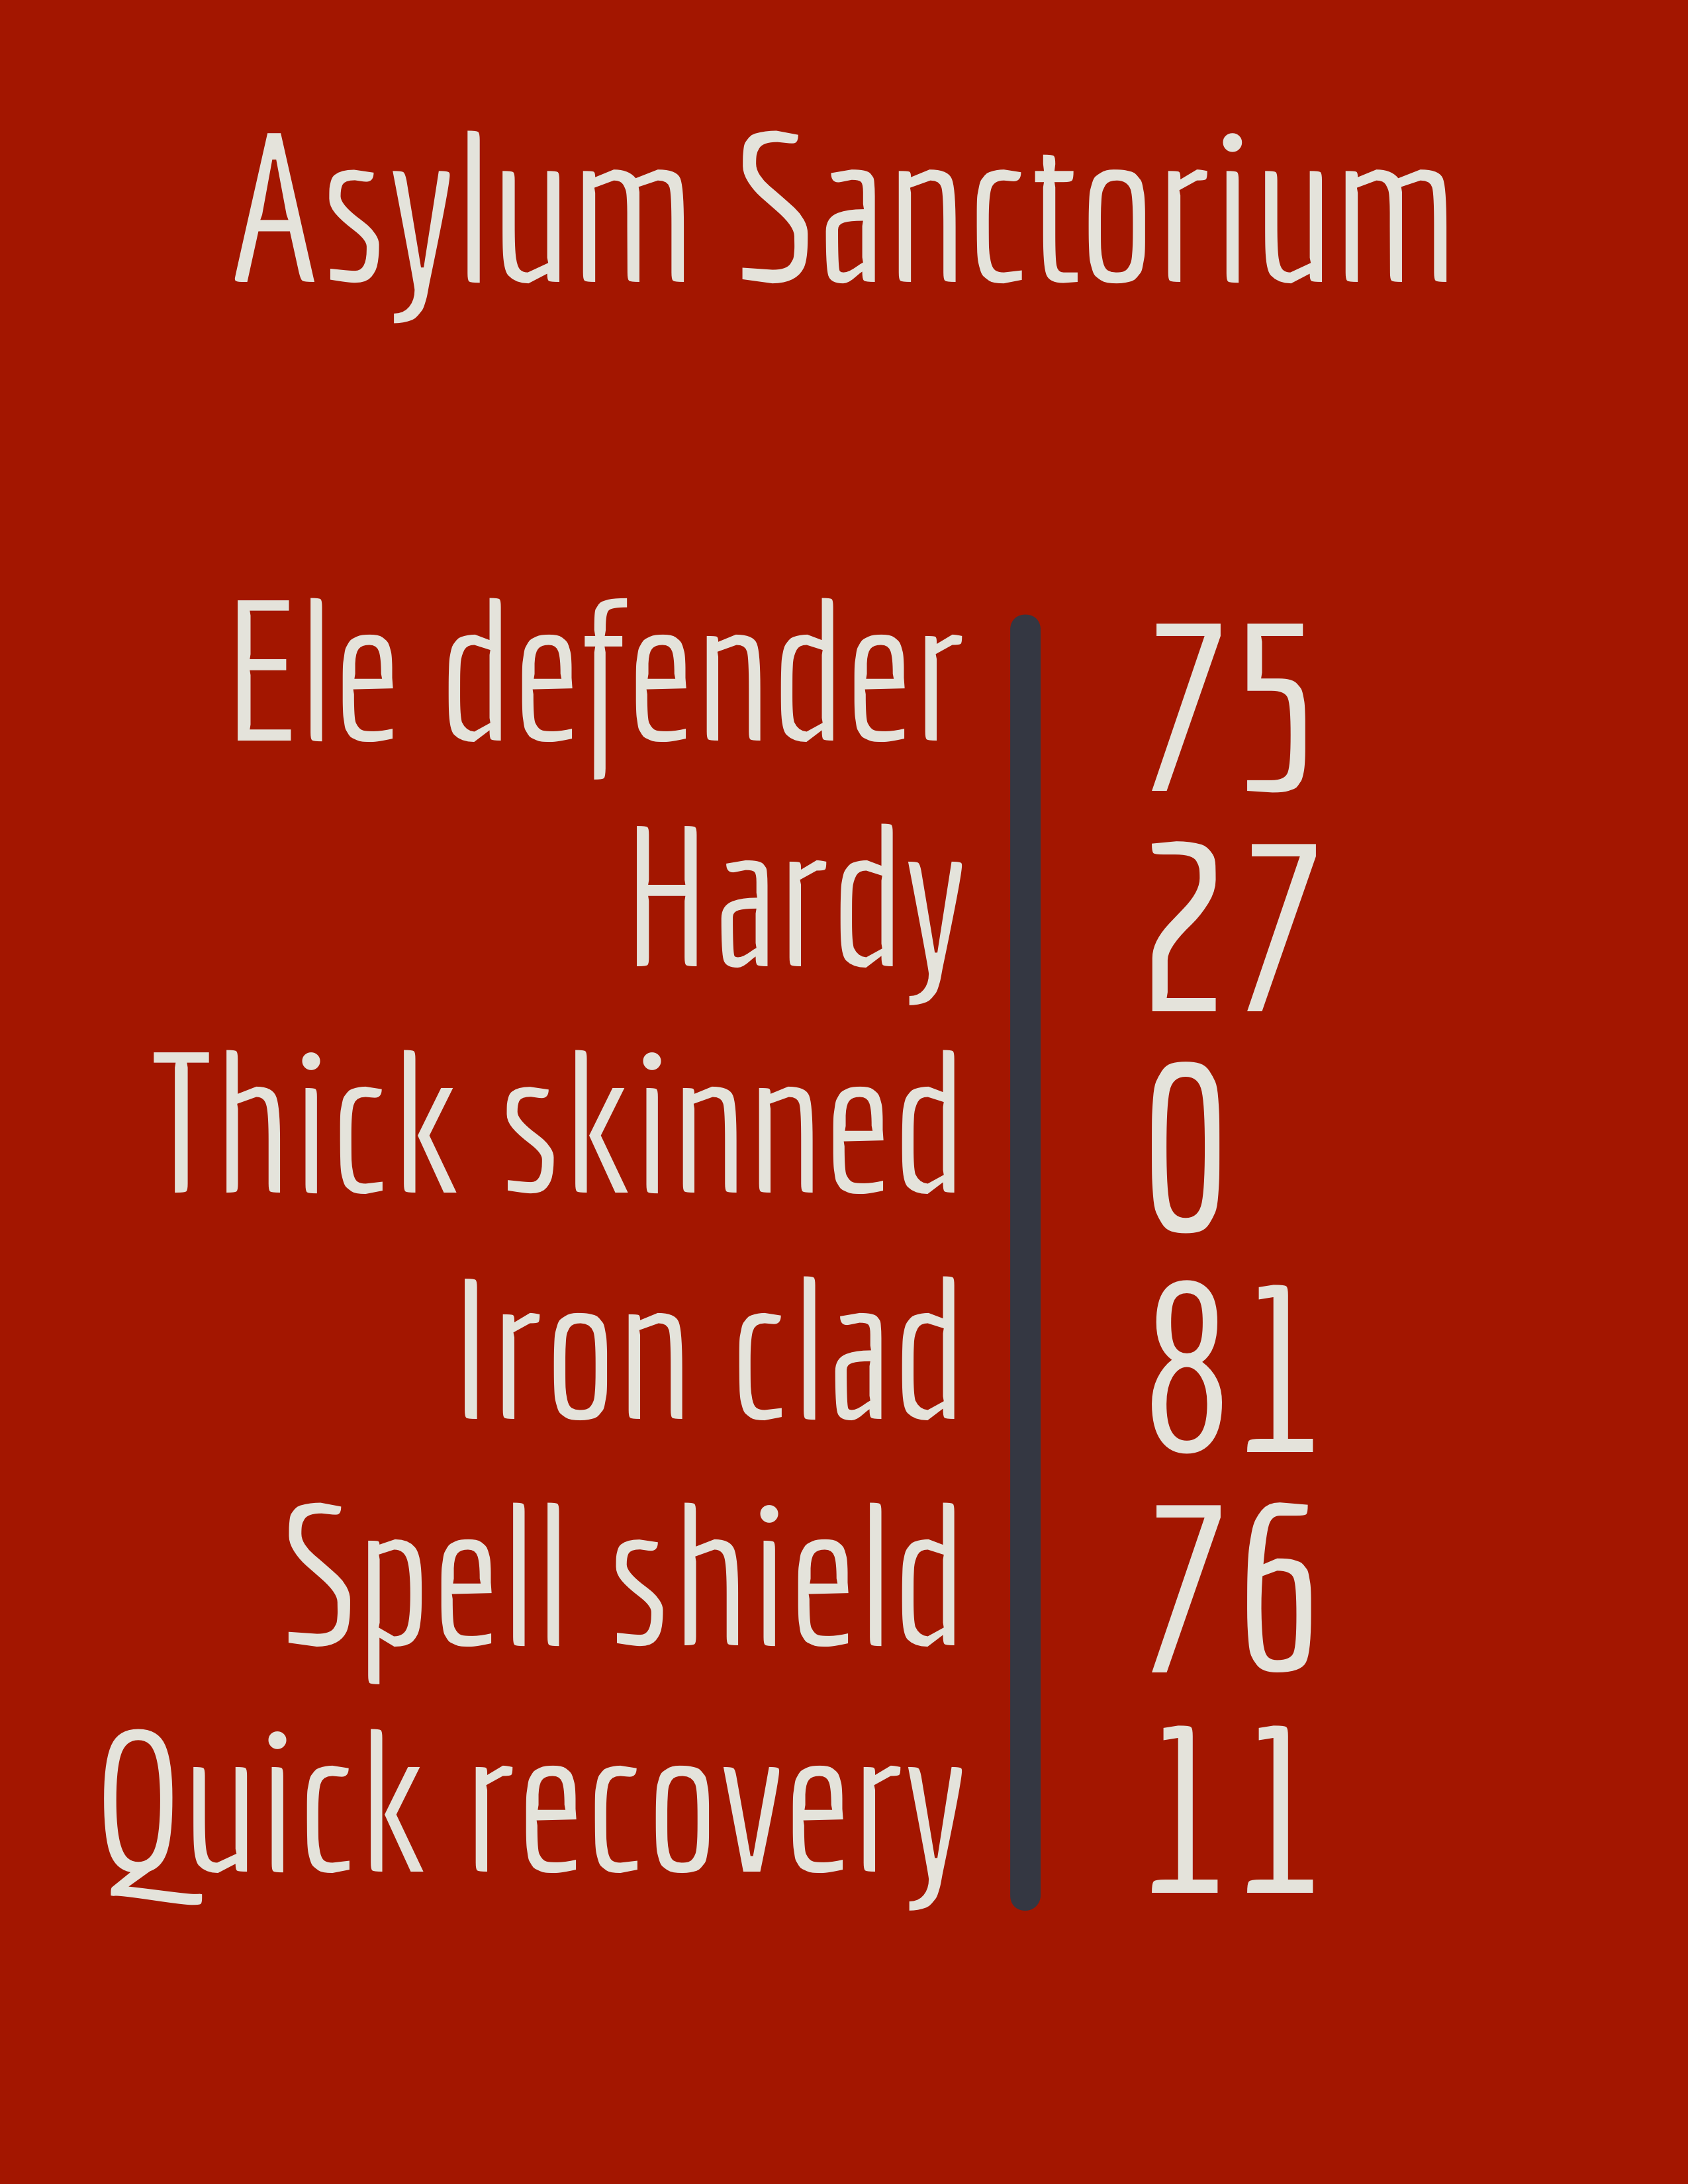 Asylum Sanctorium
Ele defender 75
Hardy 27
Thick skinned 0
Iron clad 81
Spell shield 76
Quick recovery 11